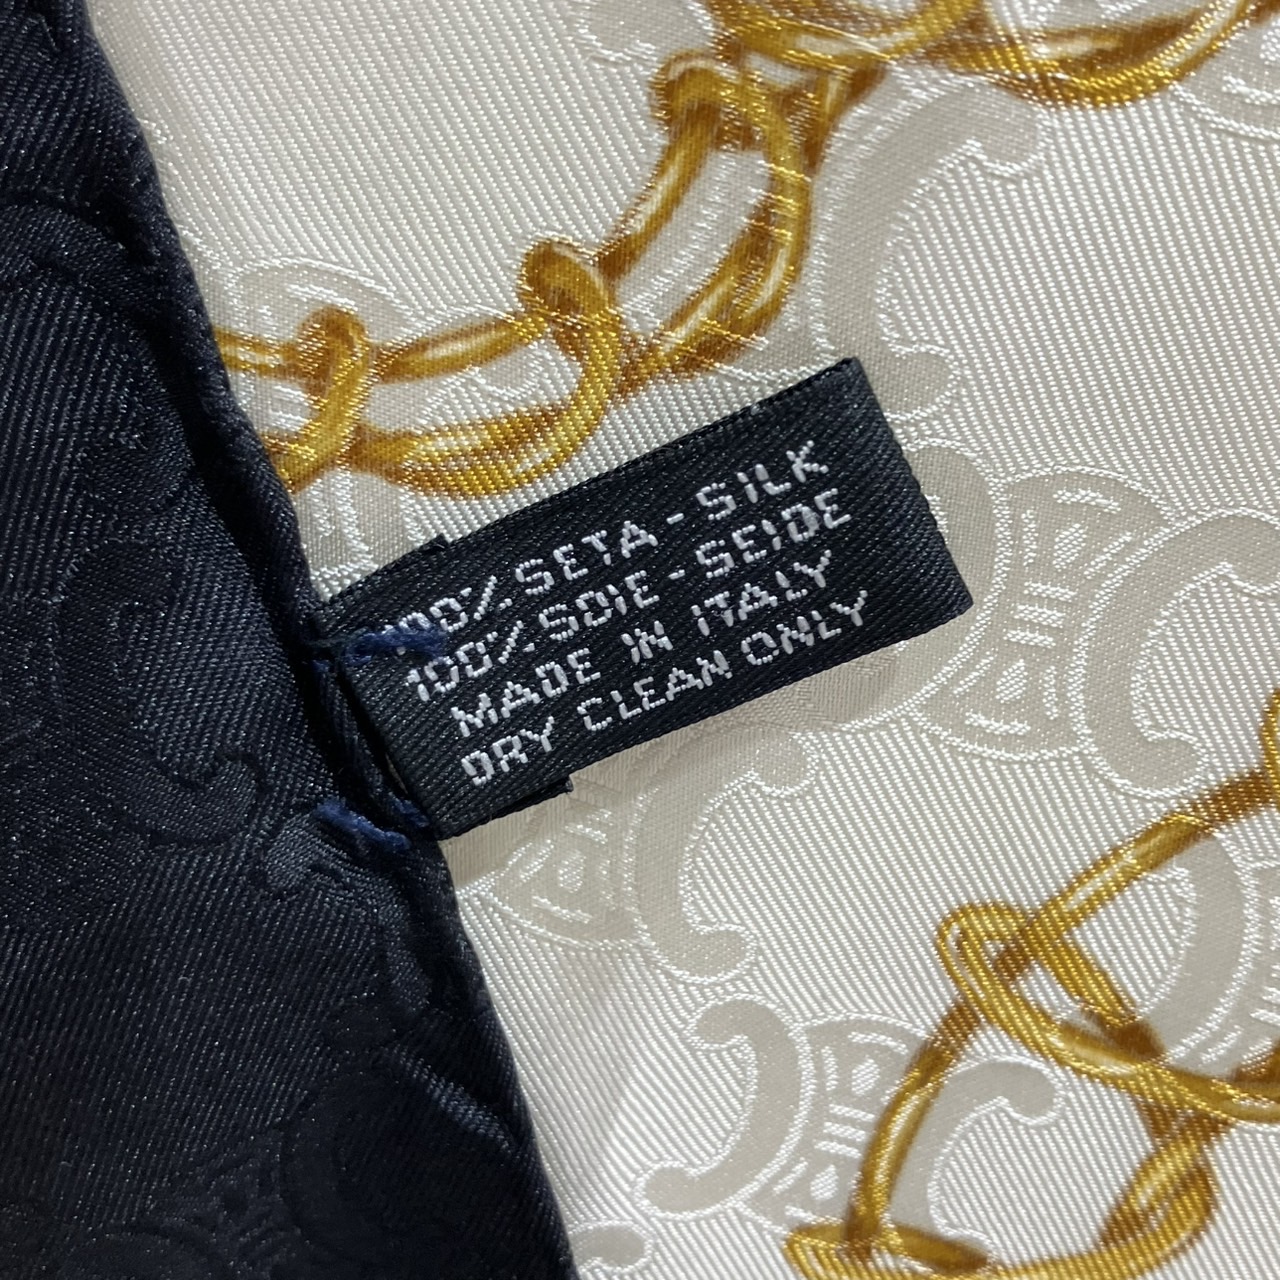 100% SETA - SILK
100% SOIE - SEIDE
MADE IN ITALY
DRY CLEAN ONLY